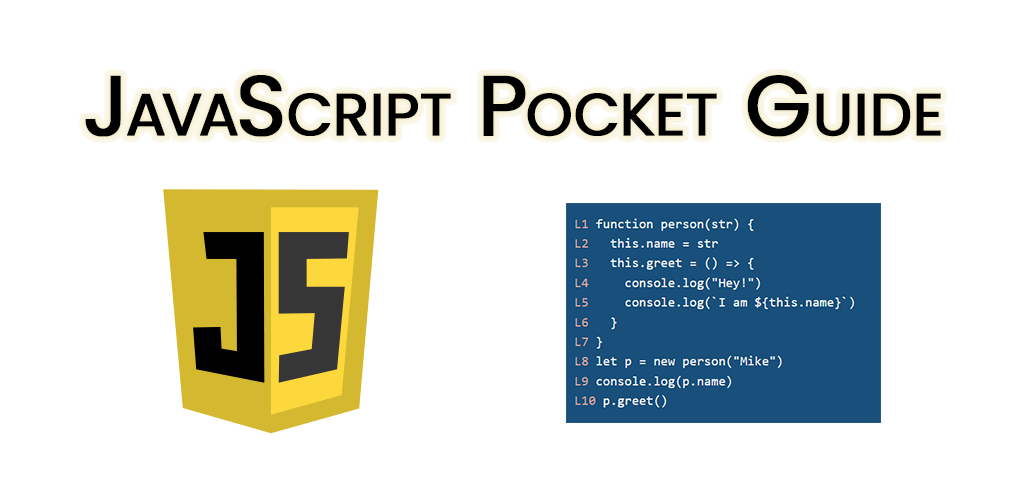 JavaScript Pocket Guide
JS
L1 function person(str) {
L2   this.name = str
L3   this.greet = () => {
L4     console.log("Hey!")
L5     console.log(`I am ${this.name}`)
L6   }
L7 }
L8 let p = new person("Mike")
L9 console.log(p.name)
L10 p.greet()